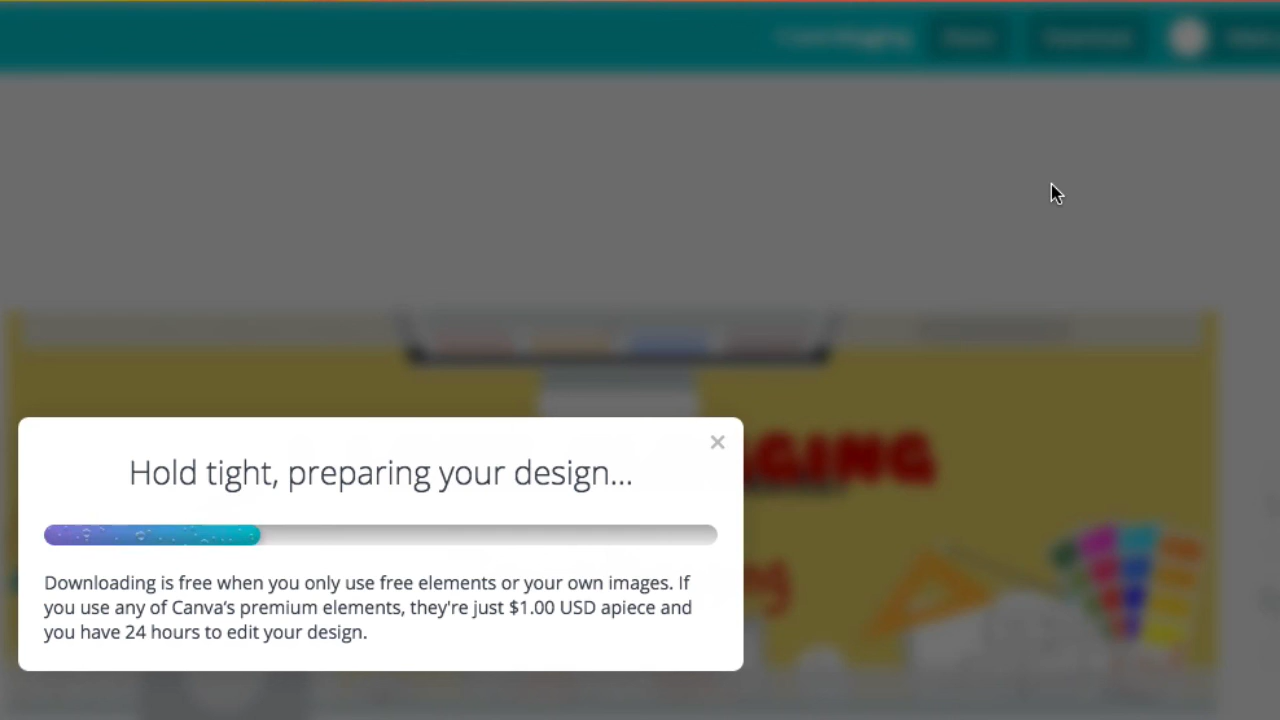 Hold tight, preparing your design...
Downloading is free when you only use free elements or your own images. If
you use any of Canva's premium elements, they're just $1.00 USD apiece and
you have 24 hours to edit your design.
GING